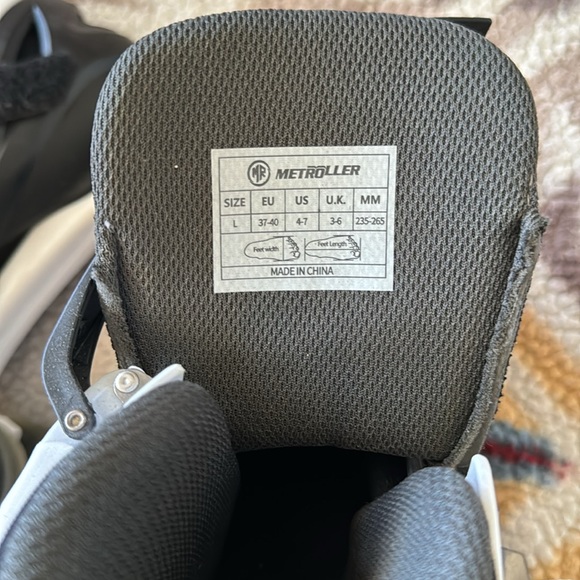 MR METROLLER
SIZE EU US U.K. MM
L 37-40 4-7 3-6 235-265
Feet width Feet Length
MADE IN CHINA